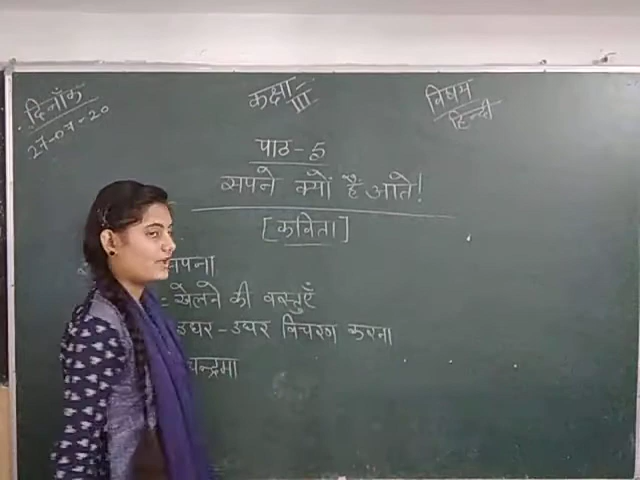 दिनाँक
27-07-20
कक्षा
III
विषय
हिन्दी
पाठ-5
सपने क्यों हैं आते!
[कविता]
सपना
= खेलने की वस्तुएँ
इधर-उधर विचरण करना
चन्द्रमा